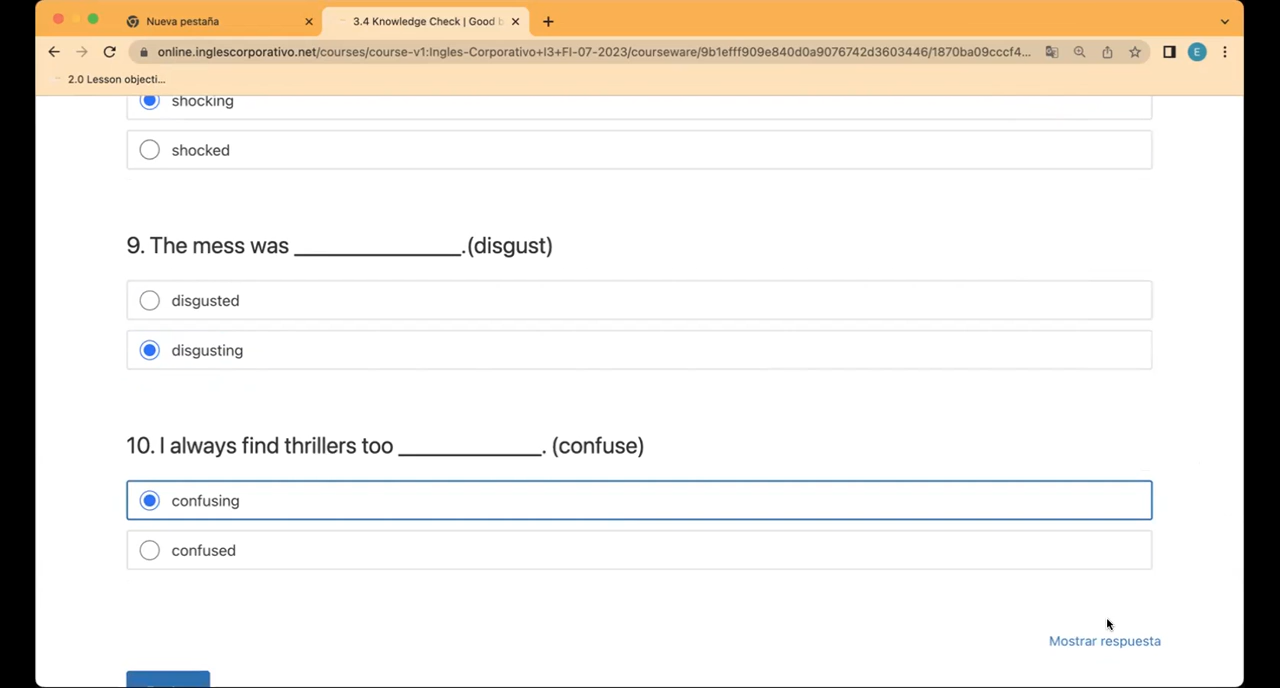 Nueva pestaña
3.4 Knowledge Check | Good b
online.inglescorporativo.net/courses/course-v1:Ingles-Corporativo+I3+FI-07-2023/courseware/9b1efff909e840d0a9076742d3603446/1870ba09cccf4...
E
2.0 Lesson objecti...
shocking
shocked
9. The mess was ______________.(disgust)
disgusted
disgusting
10. I always find thrillers too ____________. (confuse)
confusing
confused
Mostrar respuesta